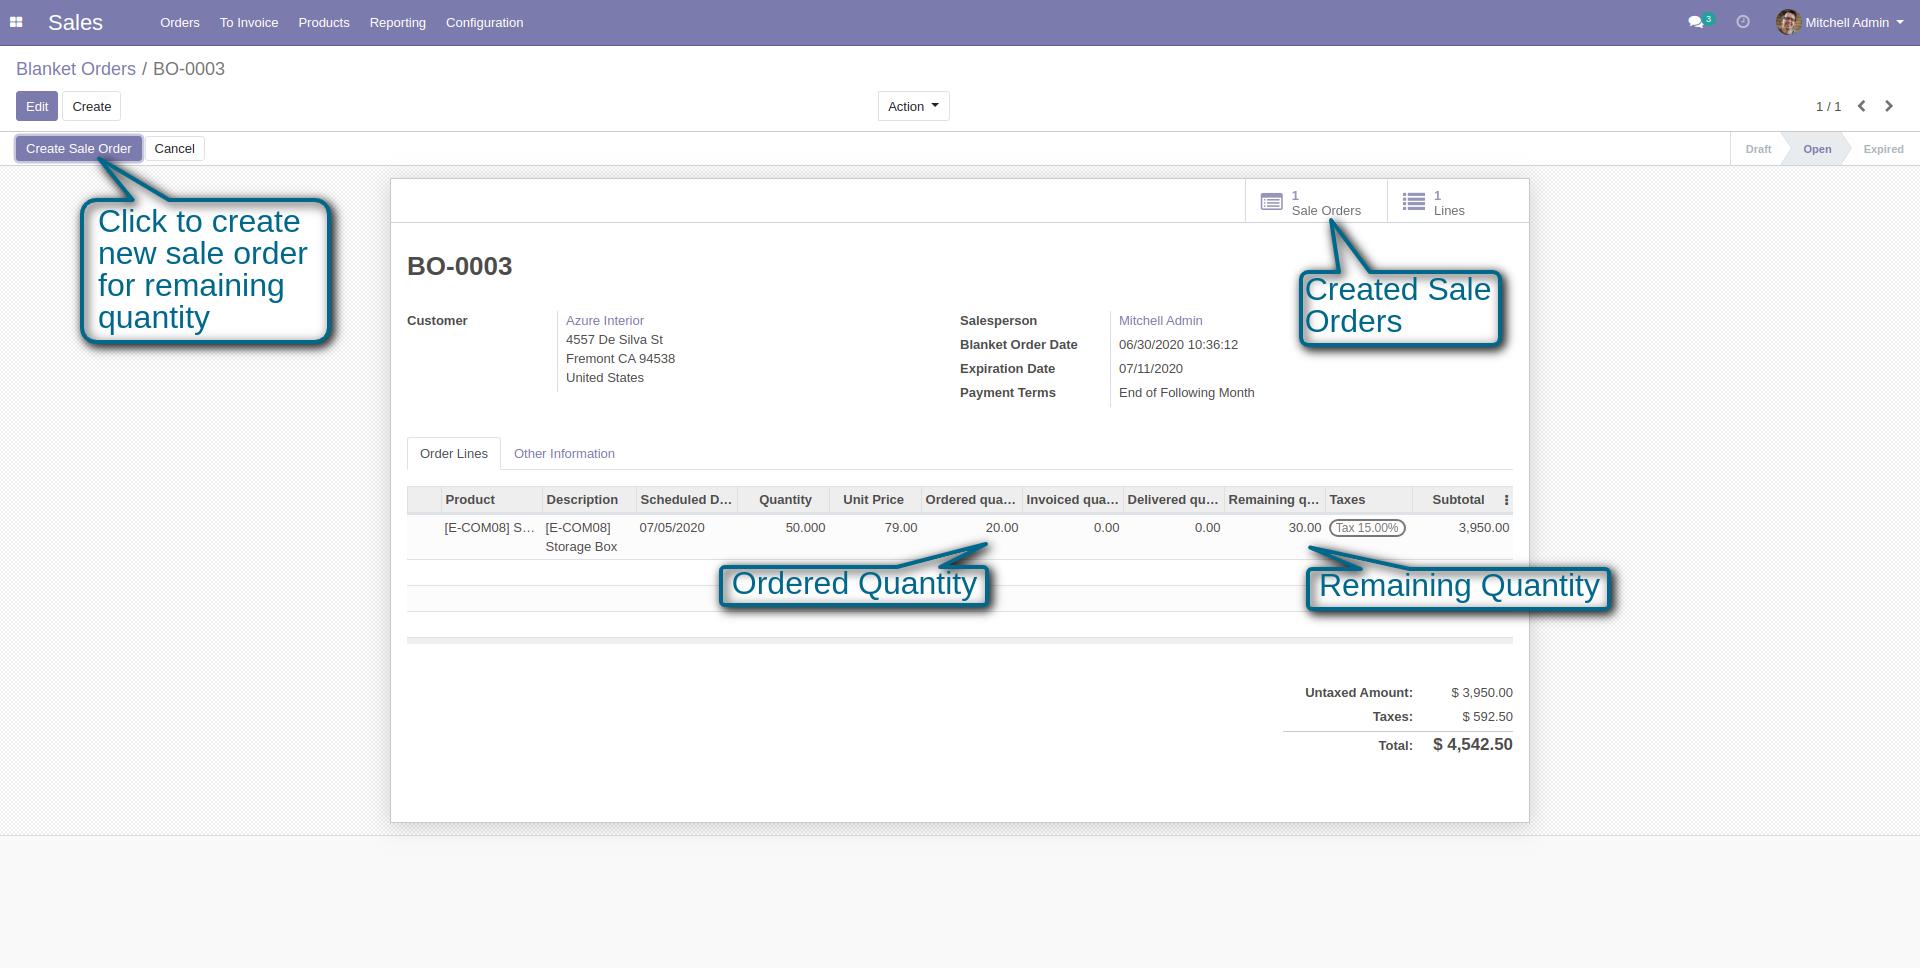 Sales Orders To Invoice Products Reporting Configuration 3 Mitchell Admin
Blanket Orders / BO-0003
Edit Create Action 1 / 1
Create Sale Order Cancel Draft Open Expired
Click to create
new sale order
for remaining
quantity
1
Sale Orders
1
Lines
Created Sale
Orders
BO-0003
Customer Azure Interior
4557 De Silva St
Fremont CA 94538
United States
Salesperson Mitchell Admin
Blanket Order Date 06/30/2020 10:36:12
Expiration Date 07/11/2020
Payment Terms End of Following Month
Order Lines Other Information
Product Description Scheduled D... Quantity Unit Price Ordered qua... Invoiced qua... Delivered qu... Remaining q... Taxes Subtotal
[E-COM08] S... [E-COM08] 07/05/2020 50.000 79.00 20.00 0.00 0.00 30.00 Tax 15.00% 3,950.00
Storage Box
Ordered Quantity
Remaining Quantity
Untaxed Amount: $ 3,950.00
Taxes: $ 592.50
Total: $ 4,542.50